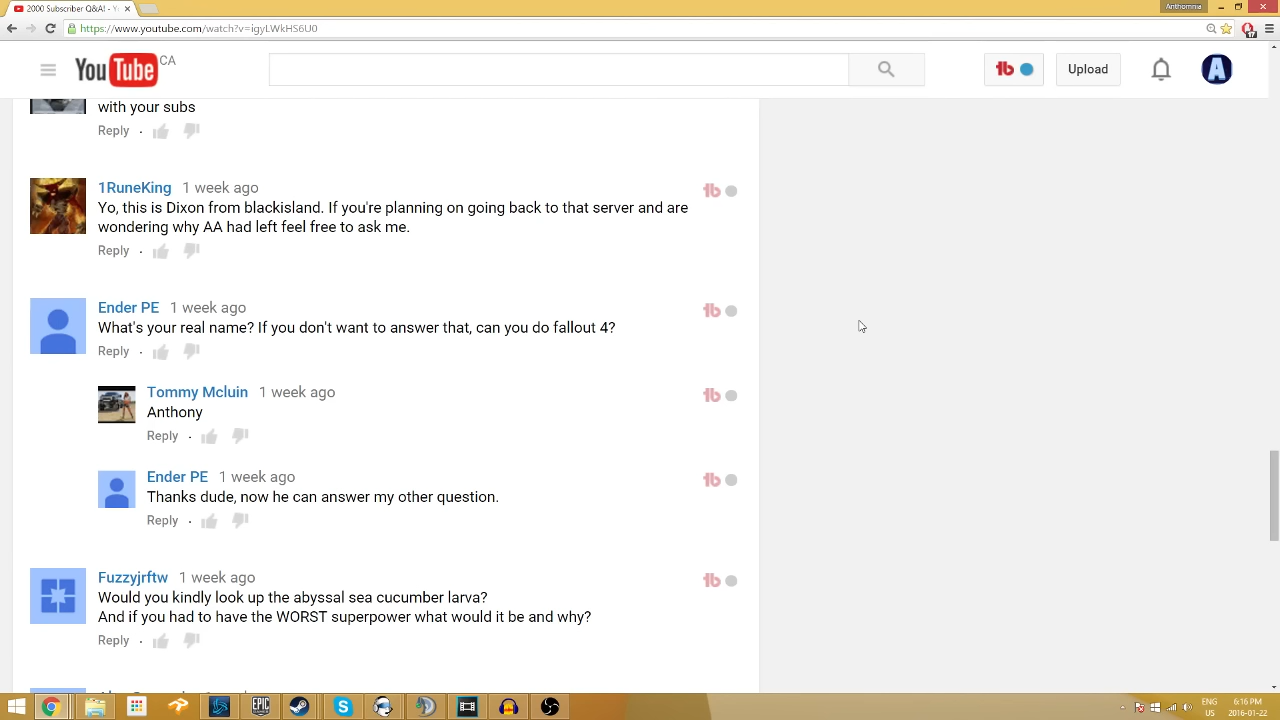 2000 Subscriber Q&A! - Y
Anthomnia
https://www.youtube.com/watch?v=igyLWkHS6U0
17
YouTube CA
Upload
A
with your subs
Reply
1RuneKing 1 week ago
Yo, this is Dixon from blackisland. If you're planning on going back to that server and are
wondering why AA had left feel free to ask me.
Reply
Ender PE 1 week ago
What's your real name? If you don't want to answer that, can you do fallout 4?
Reply
Tommy Mcluin 1 week ago
Anthony
Reply
Ender PE 1 week ago
Thanks dude, now he can answer my other question.
Reply
Fuzzyjrftw 1 week ago
Would you kindly look up the abyssal sea cucumber larva?
And if you had to have the WORST superpower what would it be and why?
Reply
EPIC
GAMES
ENG
US
6:16 PM
2016-01-22